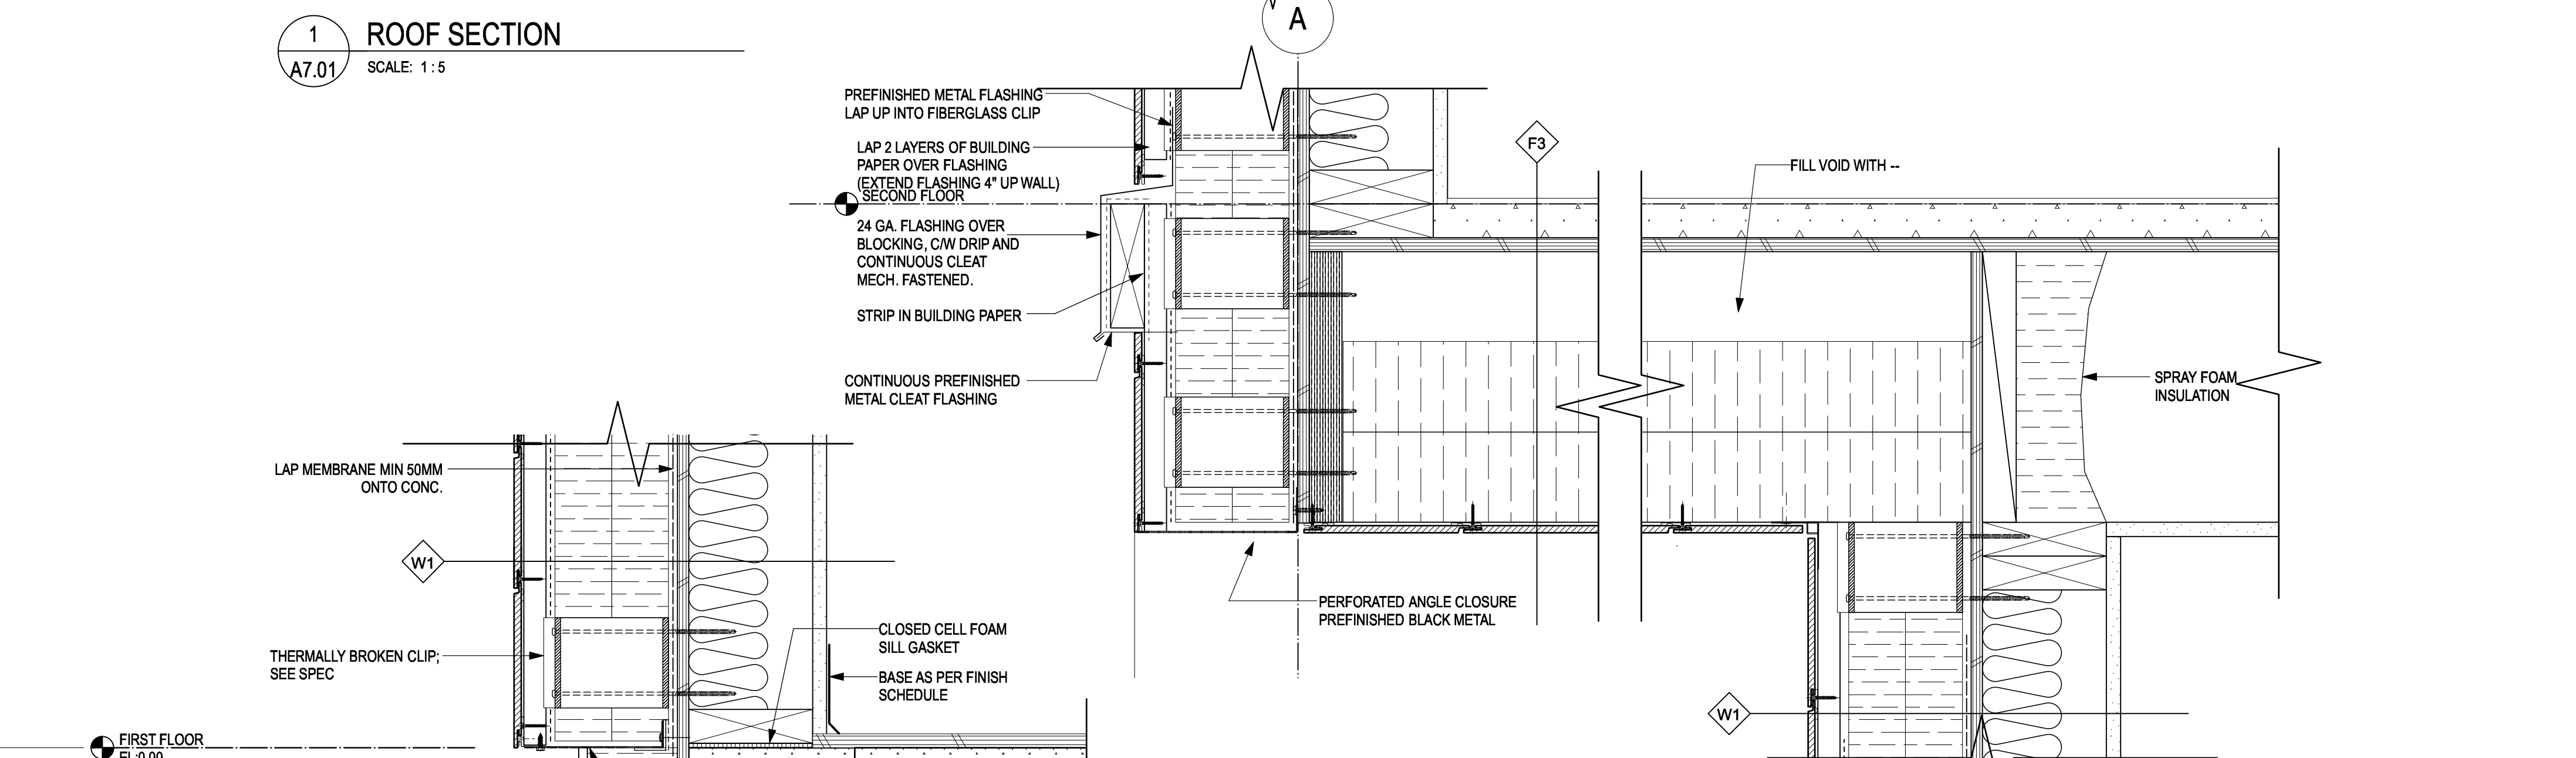 1
A7.01
ROOF SECTION
SCALE: 1 : 5
A
PREFINISHED METAL FLASHING
LAP UP INTO FIBERGLASS CLIP
LAP 2 LAYERS OF BUILDING
PAPER OVER FLASHING
(EXTEND FLASHING 4" UP WALL)
SECOND FLOOR
24 GA. FLASHING OVER
BLOCKING, C/W DRIP AND
CONTINUOUS CLEAT
MECH. FASTENED.
STRIP IN BUILDING PAPER
CONTINUOUS PREFINISHED
METAL CLEAT FLASHING
F3
FILL VOID WITH --
SPRAY FOAM
INSULATION
LAP MEMBRANE MIN 50MM
ONTO CONC.
W1
THERMALLY BROKEN CLIP;
SEE SPEC
CLOSED CELL FOAM
SILL GASKET
BASE AS PER FINISH
SCHEDULE
PERFORATED ANGLE CLOSURE
PREFINISHED BLACK METAL
W1
FIRST FLOOR
EL:0.00